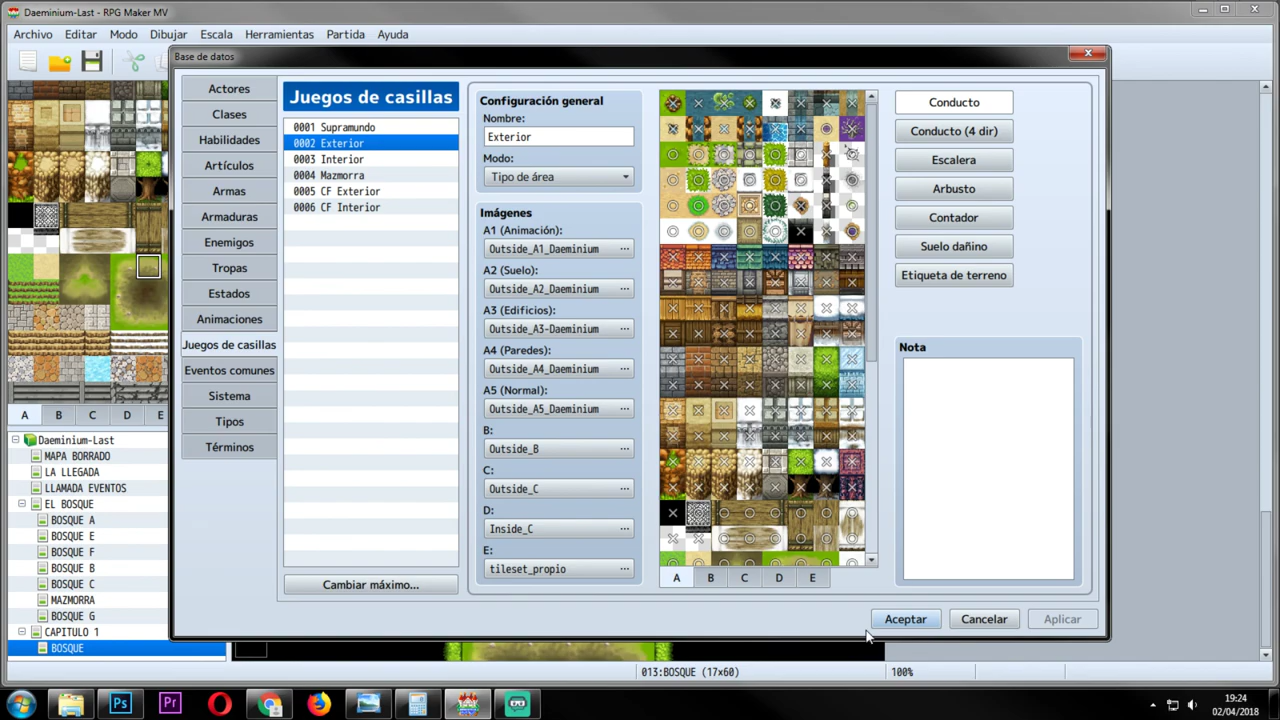 Daeminium-Last - RPG Maker MV
Archivo Editar Modo Dibujar Escala Herramientas Partida Ayuda
Base de datos
Actores
Clases
Habilidades
Artículos
Armas
Armaduras
Enemigos
Tropas
Estados
Animaciones
Juegos de casillas
Eventos comunes
Sistema
Tipos
Términos
Juegos de casillas
0001 Supramundo
0002 Exterior
0003 Interior
0004 Mazmorra
0005 CF Exterior
0006 CF Interior
Cambiar máximo...
Configuración general
Nombre:
Exterior
Modo:
Tipo de área
Imágenes
A1 (Animación):
Outside_A1_Daeminium ...
A2 (Suelo):
Outside_A2_Daeminium ...
A3 (Edificios):
Outside_A3-Daeminium ...
A4 (Paredes):
Outside_A4_Daeminium ...
A5 (Normal):
Outside_A5_Daeminium ...
B:
Outside_B ...
C:
Outside_C ...
D:
Inside_C ...
E:
tileset_propio ...
A B C D E
Conducto
Conducto (4 dir)
Escalera
Arbusto
Contador
Suelo dañino
Etiqueta de terreno
Nota
Aceptar Cancelar Aplicar
A B C D E
Daeminium-Last
MAPA BORRADO
LA LLEGADA
LLAMADA EVENTOS
EL BOSQUE
BOSQUE A
BOSQUE E
BOSQUE F
BOSQUE B
BOSQUE C
MAZMORRA
BOSQUE G
CAPITULO 1
BOSQUE
013:BOSQUE (17x60) 100%
Ps Pr
19:24
02/04/2018